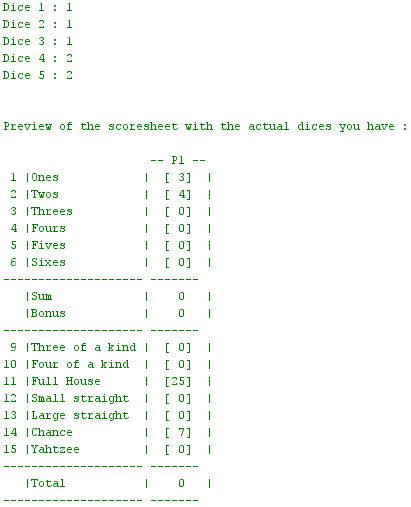 Dice 1 : 1
Dice 2 : 1
Dice 3 : 1
Dice 4 : 2
Dice 5 : 2
Preview of the scoresheet with the actual dices you have :
-- P1 --
1 |Ones | [ 3] |
2 |Twos | [ 4] |
3 |Threes | [ 0] |
4 |Fours | [ 0] |
5 |Fives | [ 0] |
6 |Sixes | [ 0] |
-------------------- -------
|Sum | 0 |
|Bonus | 0 |
-------------------- -------
9 |Three of a kind | [ 0] |
10 |Four of a kind | [ 0] |
11 |Full House | [25] |
12 |Small straight | [ 0] |
13 |Large straight | [ 0] |
14 |Chance | [ 7] |
15 |Yahtzee | [ 0] |
-------------------- -------
|Total | 0 |
-------------------- -------